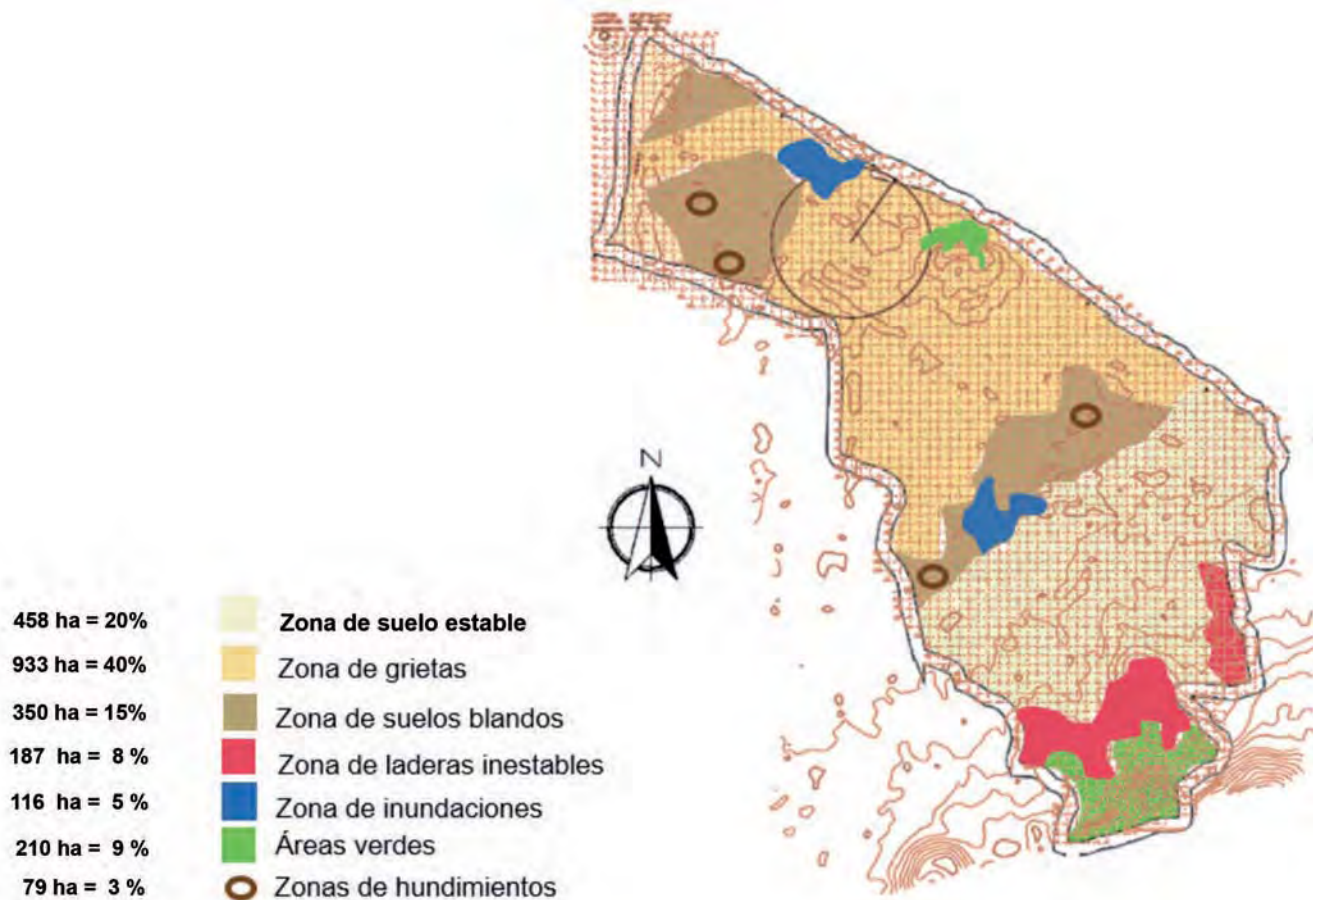 N
458 ha = 20% Zona de suelo estable
933 ha = 40% Zona de grietas
350 ha = 15% Zona de suelos blandos
187 ha = 8 % Zona de laderas inestables
116 ha = 5 % Zona de inundaciones
210 ha = 9 % Áreas verdes
79 ha = 3 % Zonas de hundimientos